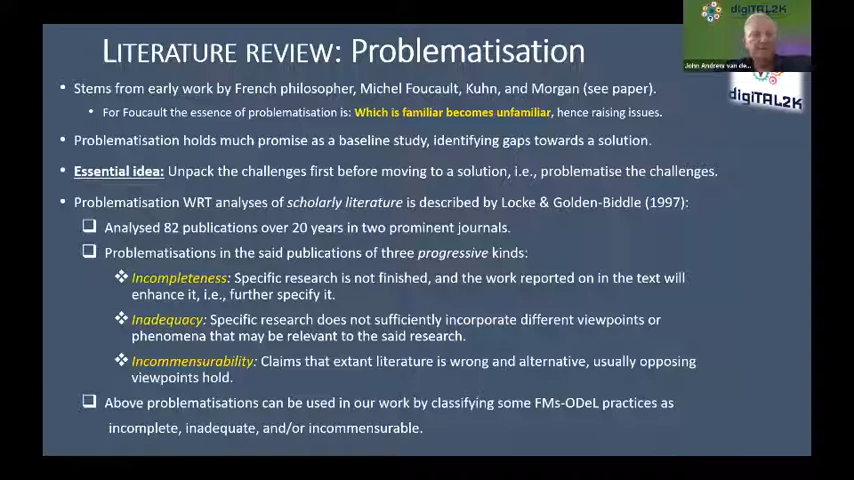 digiTAL2K
John Andrew van de...
digiTAL2K
LITERATURE REVIEW: Problematisation
• Stems from early work by French philosopher, Michel Foucault, Kuhn, and Morgan (see paper).
• For Foucault the essence of problematisation is: Which is familiar becomes unfamiliar, hence raising issues.
• Problematisation holds much promise as a baseline study, identifying gaps towards a solution.
• Essential idea: Unpack the challenges first before moving to a solution, i.e., problematise the challenges.
• Problematisation WRT analyses of scholarly literature is described by Locke & Golden-Biddle (1997):
❑ Analysed 82 publications over 20 years in two prominent journals.
❑ Problematisations in the said publications of three progressive kinds:
❖ Incompleteness: Specific research is not finished, and the work reported on in the text will
enhance it, i.e., further specify it.
❖ Inadequacy: Specific research does not sufficiently incorporate different viewpoints or
phenomena that may be relevant to the said research.
❖ Incommensurability: Claims that extant literature is wrong and alternative, usually opposing
viewpoints hold.
❑ Above problematisations can be used in our work by classifying some FMs-ODeL practices as
incomplete, inadequate, and/or incommensurable.